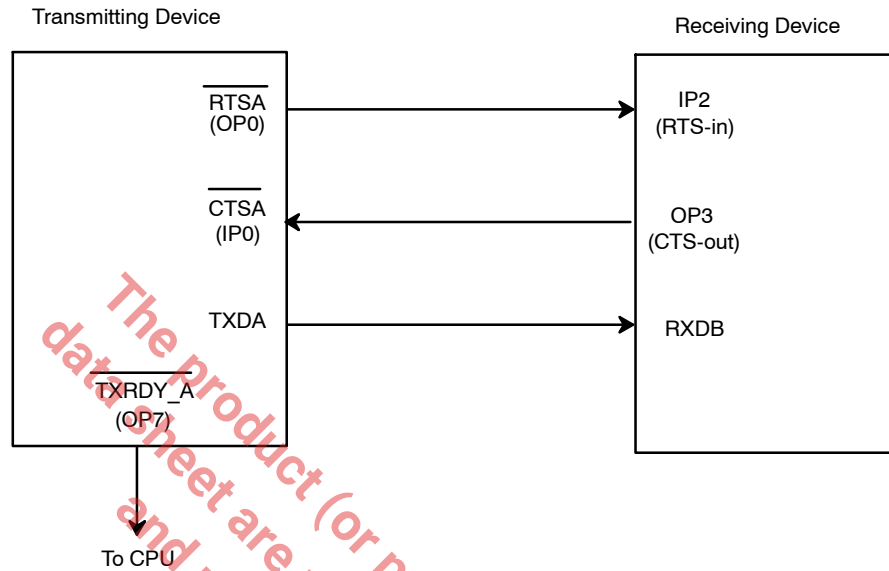 Transmitting Device
Receiving Device
RTSA
(OP0)
IP2
(RTS-in)
CTSA
(IP0)
OP3
(CTS-out)
TXDA
RXDB
TXRDY_A
(OP7)
To CPU
The product (or
data sheet are
and